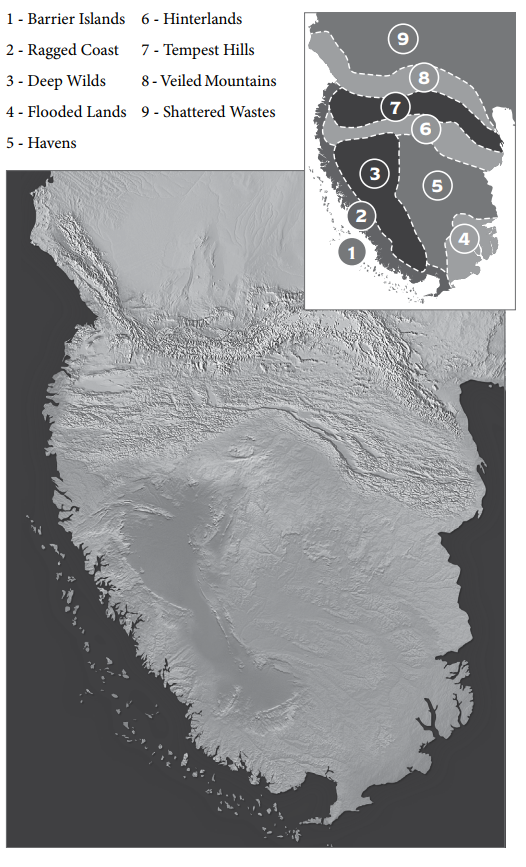 1 - Barrier Islands
2 - Ragged Coast
3 - Deep Wilds
4 - Flooded Lands
5 - Havens
6 - Hinterlands
7 - Tempest Hills
8 - Veiled Mountains
9 - Shattered Wastes
9
8
7
6
3
5
2
4
1